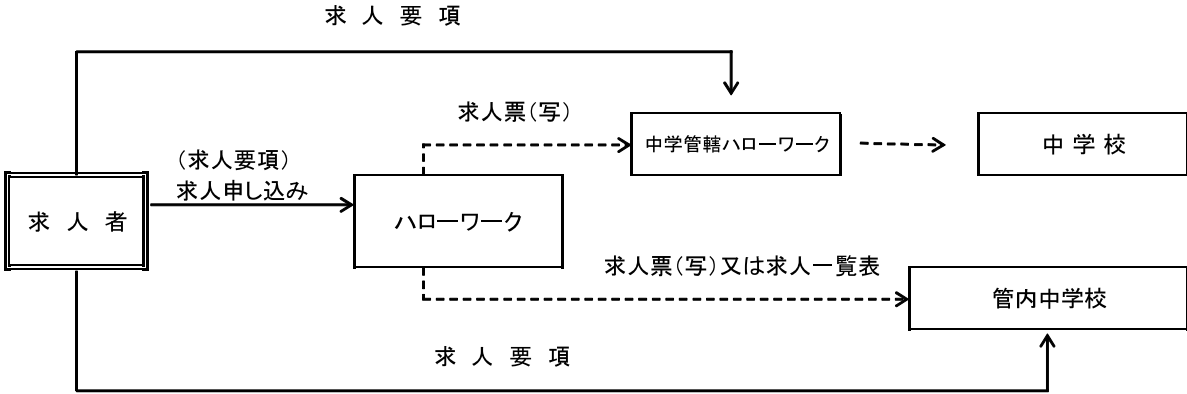 求 人 要 項
求人票(写)
中学管轄ハローワーク
中 学 校
(求人要項)
求人申し込み
求 人 者
ハローワーク
求人票(写)又は求人一覧表
管内中学校
求 人 要 項